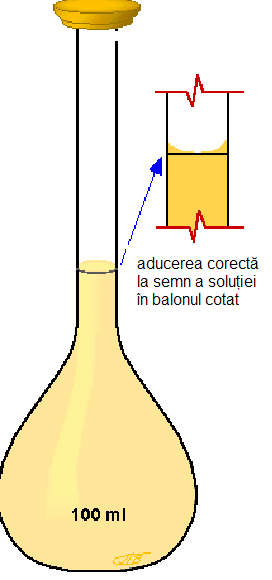 aducerea corectă
la semn a soluției
în balonul cotat
100 ml